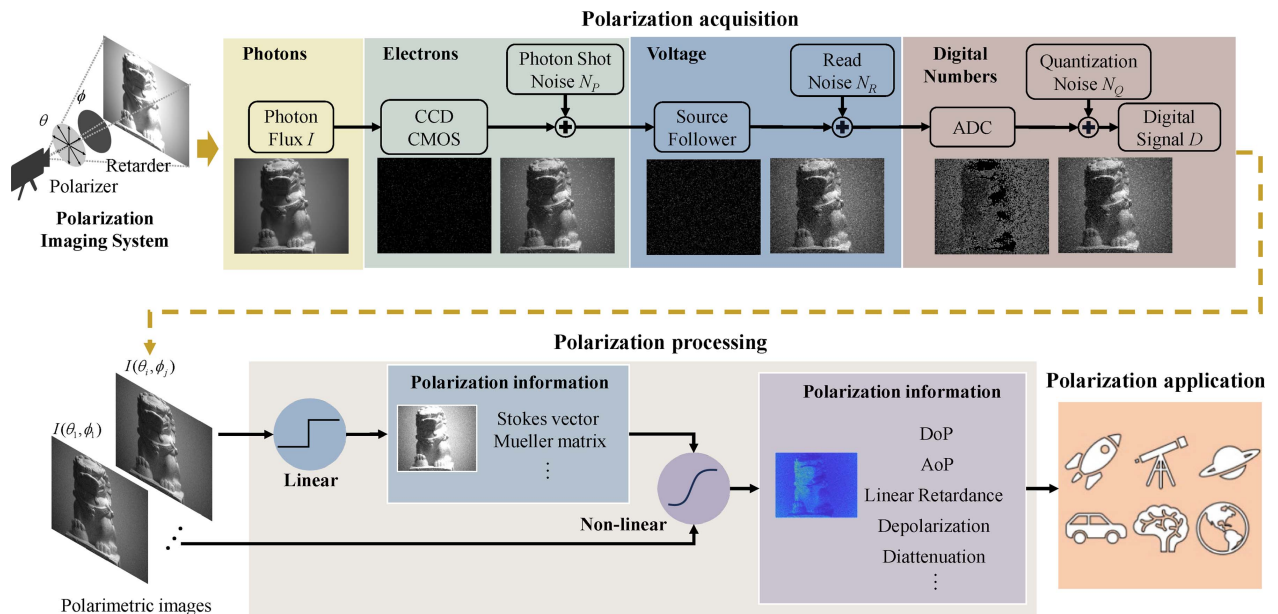 Polarization acquisition
θ
ϕ
Retarder
Polarizer
Polarization
Imaging System
Photons
Photon
Flux I
Electrons
CCD
CMOS
Photon Shot
Noise N_P
Voltage
Source
Follower
Read
Noise N_R
Digital
Numbers
ADC
Quantization
Noise N_Q
Digital
Signal D
Polarization processing
I(θ_i, ϕ_j)
I(θ_1, ϕ_1)
Polarimetric images
Linear
Polarization information
Stokes vector
Mueller matrix
⋮
Non-linear
Polarization information
DoP
AoP
Linear Retardance
Depolarization
Diattenuation
⋮
Polarization application